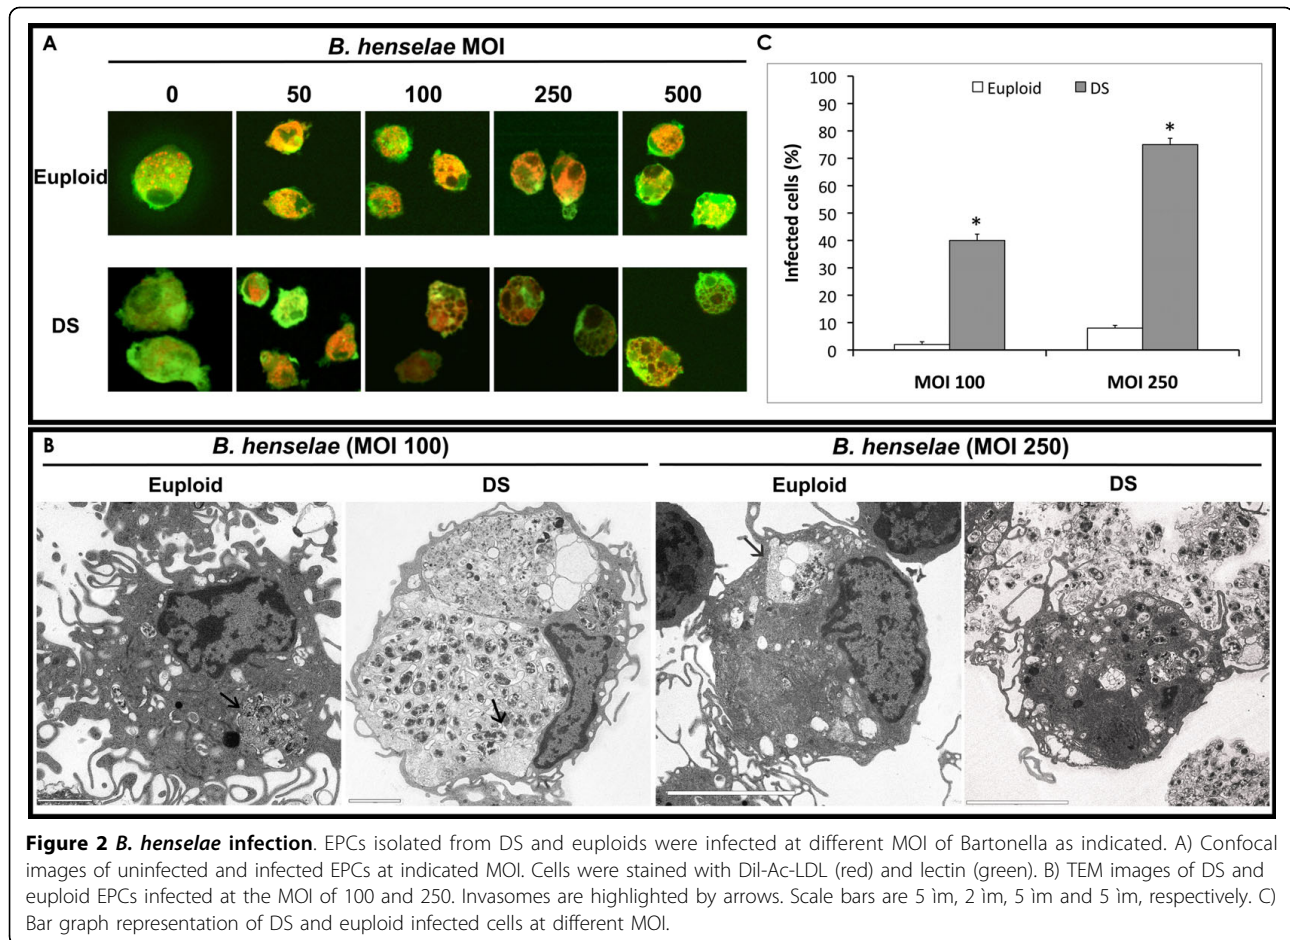 A
B. henselae MOI
0 50 100 250 500
Euploid
DS
C
Infected cells (%)
100
90
80
70
60
50
40
30
20
10
0
Euploid DS
*
*
MOI 100 MOI 250
B
B. henselae (MOI 100) B. henselae (MOI 250)
Euploid DS Euploid DS
Figure 2 B. henselae infection. EPCs isolated from DS and euploids were infected at different MOI of Bartonella as indicated. A) Confocal
images of uninfected and infected EPCs at indicated MOI. Cells were stained with Dil-Ac-LDL (red) and lectin (green). B) TEM images of DS and
euploid EPCs infected at the MOI of 100 and 250. Invasomes are highlighted by arrows. Scale bars are 5 ìm, 2 ìm, 5 ìm and 5 ìm, respectively. C)
Bar graph representation of DS and euploid infected cells at different MOI.